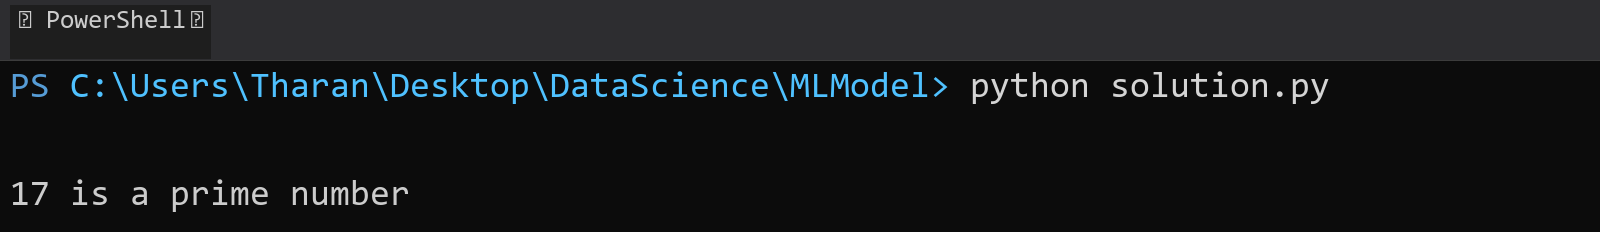 PowerShell
PS C:\Users\Tharan\Desktop\DataScience\MLModel> python solution.py
17 is a prime number